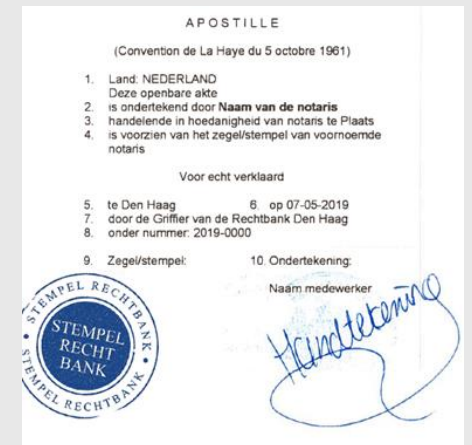 APOSTILLE
(Convention de La Haye du 5 octobre 1961)
1. Land: NEDERLAND
Deze openbare akte
2. is ondertekend door Naam van de notaris
3. handelende in hoedanigheid van notaris te Plaats
4. is voorzien van het zegel/stempel van voornoemde
notaris
Voor echt verklaard
5. te Den Haag 6. op 07-05-2019
7. door de Griffier van de Rechtbank Den Haag
8. onder nummer: 2019-0000
9. Zegel/stempel: 10. Ondertekening:
Naam medewerker
STEMPEL RECHTBANK • STEMPEL RECHTBANK •
STEMPEL
RECHT
BANK
Handtekening